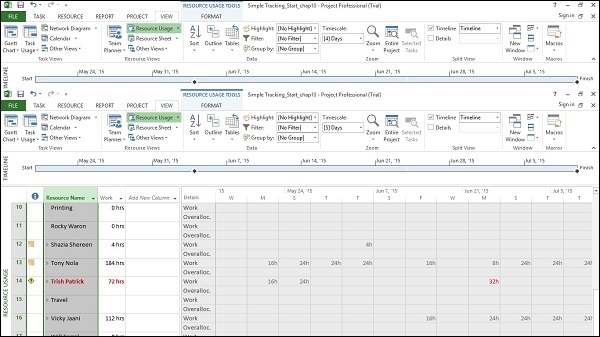 RESOURCE USAGE TOOLS Simple Tracking_Start_chap10 - Project Professional (Trial)
FILE TASK RESOURCE REPORT PROJECT VIEW FORMAT Sign in
Gantt Chart Task Usage Network Diagram Calendar Other Views Team Planner Resource Usage Resource Sheet Other Views Sort Outline Tables Highlight: [No Highlight] Filter: [No Filter] Group by: [No Group] Timescale: [4] Days Zoom Entire Project Selected Tasks Timeline Timeline Details New Window Macros
Task Views Resource Views Data Zoom Split View Window Macros
TIMELINE Start May 24, '15 May 31, '15 Jun 7, '15 Jun 14, '15 Jun 21, '15 Jun 28, '15 Jul 5, '15 Finish
RESOURCE USAGE TOOLS Simple Tracking_Start_chap10 - Project Professional (Trial)
FILE TASK RESOURCE REPORT PROJECT VIEW FORMAT Sign in
Gantt Chart Task Usage Network Diagram Calendar Other Views Team Planner Resource Usage Resource Sheet Other Views Sort Outline Tables Highlight: [No Highlight] Filter: [No Filter] Group by: [No Group] Timescale: [5] Days Zoom Entire Project Selected Tasks Timeline Timeline Details New Window Macros
Task Views Resource Views Data Zoom Split View Window Macros
TIMELINE Start May 24, '15 May 31, '15 Jun 7, '15 Jun 14, '15 Jun 21, '15 Jun 28, '15 Jul 5, '15 Finish
Resource Name Work Add New Column Details '15 May 24, '15 Jun 7, '15 Jun 21, '15 Jul 5, '15
W M S T T F W M S T
10 Printing 0 hrs Work
Overalloc.
11 Rocky Waron 0 hrs Work
Overalloc.
12 Shazia Shereen 4 hrs Work 4h
Overalloc.
13 Tony Nola 184 hrs Work 16h 24h 24h 24h 16h 8h 24h 24h 24h
Overalloc.
14 Trish Patrick 72 hrs Work 16h 24h 32h
Overalloc.
15 Travel Work
Overalloc.
16 Vicky Jaani 112 hrs Work 16h 24h 24h 24h 24h
Overalloc.
17 Work
RESOURCE USAGE